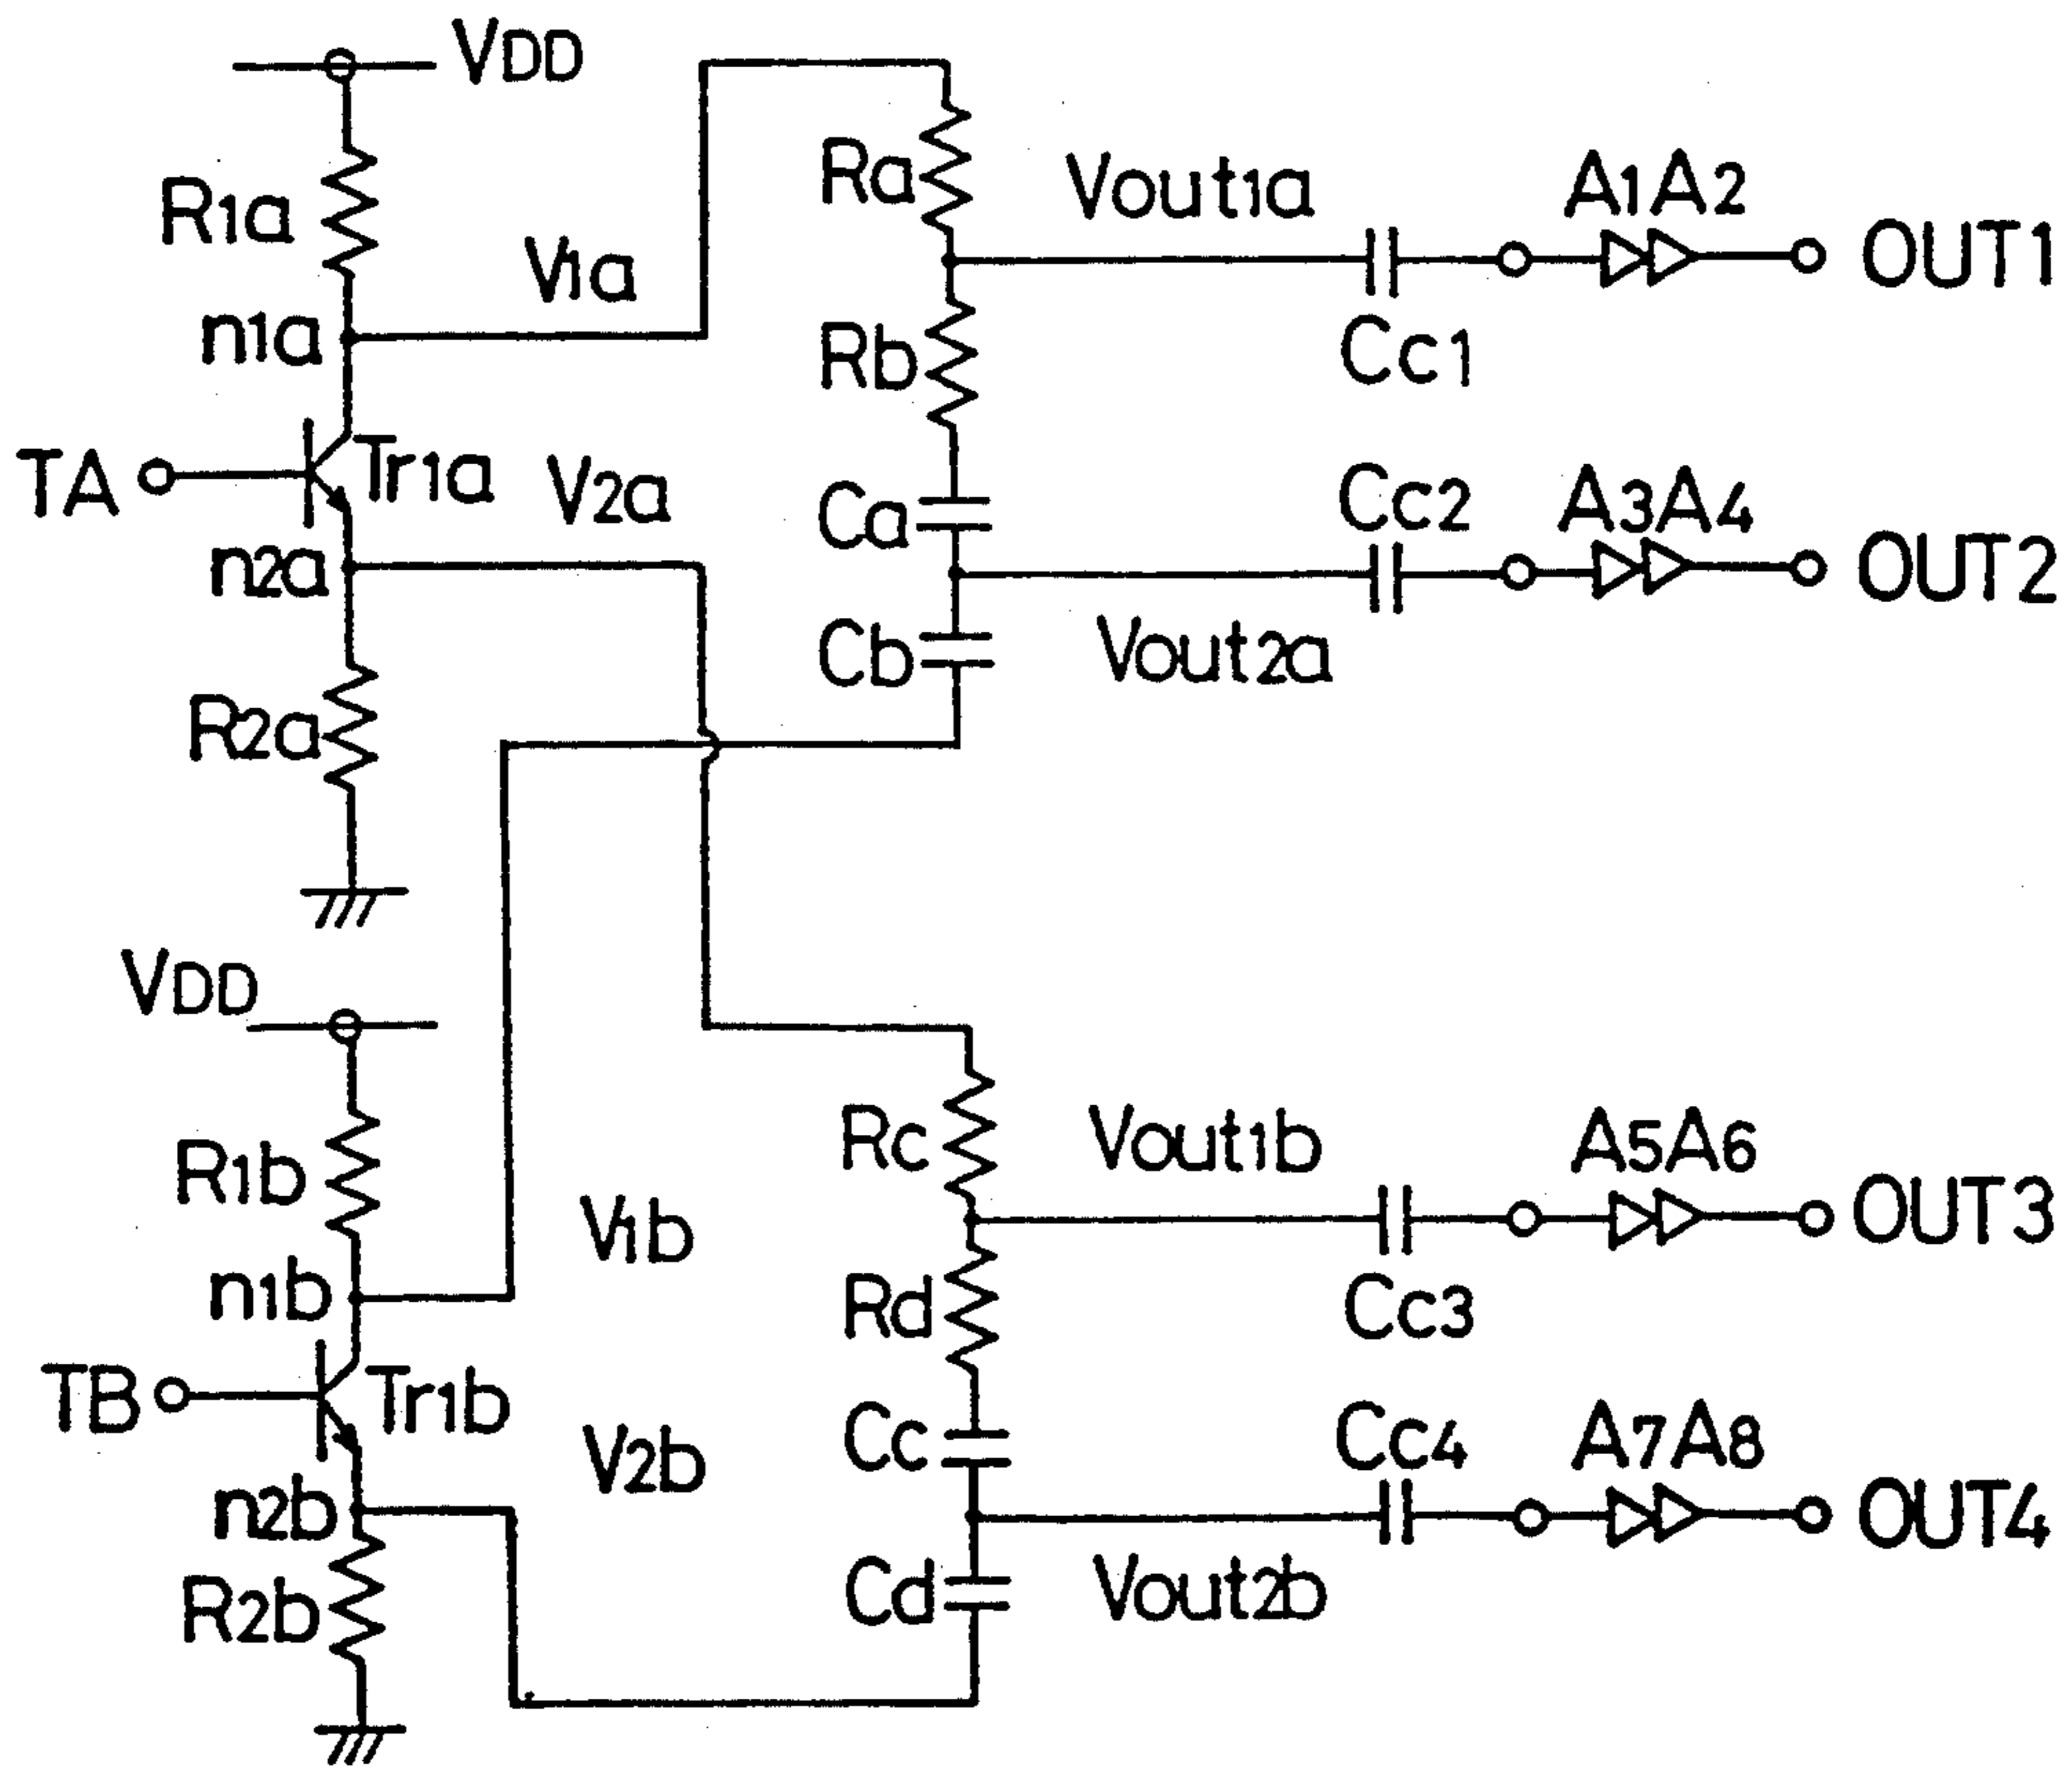 VDD
Ra
Vout1a
A1A2
R1a
OUT1
V1a
n1a
Rb
Cc1
TA
Tr1a
V2a
Ca
Cc2
A3A4
n2a
OUT2
Cb
Vout2a
R2a
VDD
Rc
Vout1b
A5A6
R1b
OUT3
V1b
n1b
Rd
Cc3
TB
Tr1b
V2b
Cc
Cc4
A7A8
n2b
OUT4
R2b
Cd
Vout2b